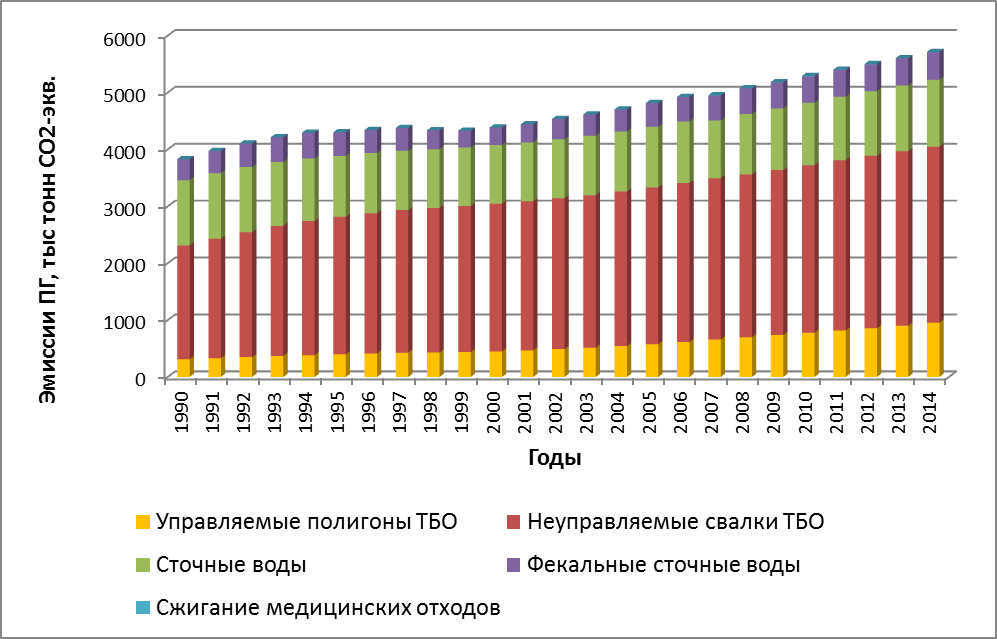 Эмиссии ПГ, тыс тонн СО2-экв.
6000
5000
4000
3000
2000
1000
0
1990 1991 1992 1993 1994 1995 1996 1997 1998 1999 2000 2001 2002 2003 2004 2005 2006 2007 2008 2009 2010 2011 2012 2013 2014
Годы
Управляемые полигоны ТБО Неуправляемые свалки ТБО
Сточные воды Фекальные сточные воды
Сжигание медицинских отходов